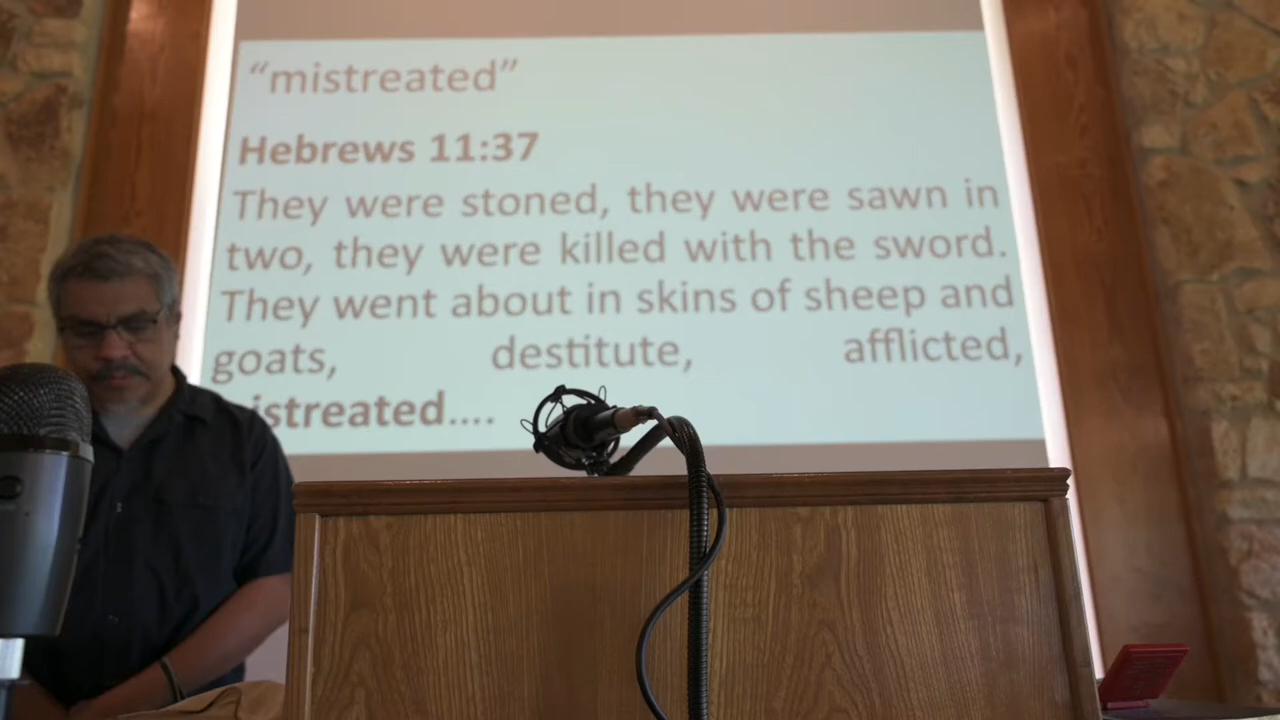 “mistreated”
Hebrews 11:37
They were stoned, they were sawn in
two, they were killed with the sword.
They went about in skins of sheep and
goats, destitute, afflicted,
istreated....